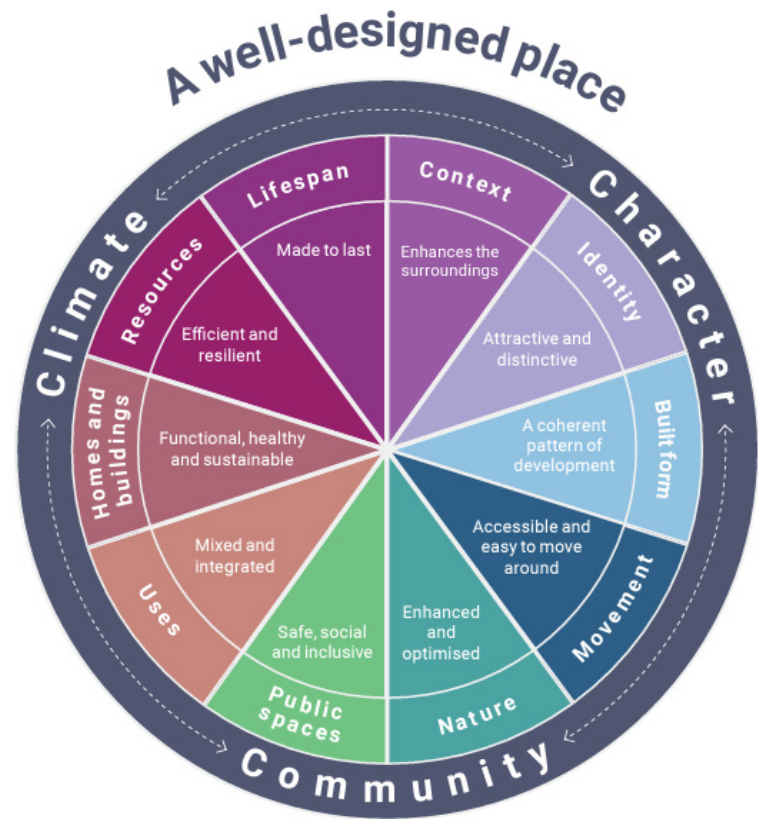 A well-designed place
Climate
Character
Community
Context
Enhances the
surroundings
Identity
Attractive and
distinctive
Built form
A coherent
pattern of
development
Movement
Accessible and
easy to move
around
Nature
Enhanced
and
optimised
Public
spaces
Safe, social
and inclusive
Uses
Mixed and
integrated
Homes and
buildings
Functional, healthy
and sustainable
Resources
Efficient and
resilient
Lifespan
Made to last